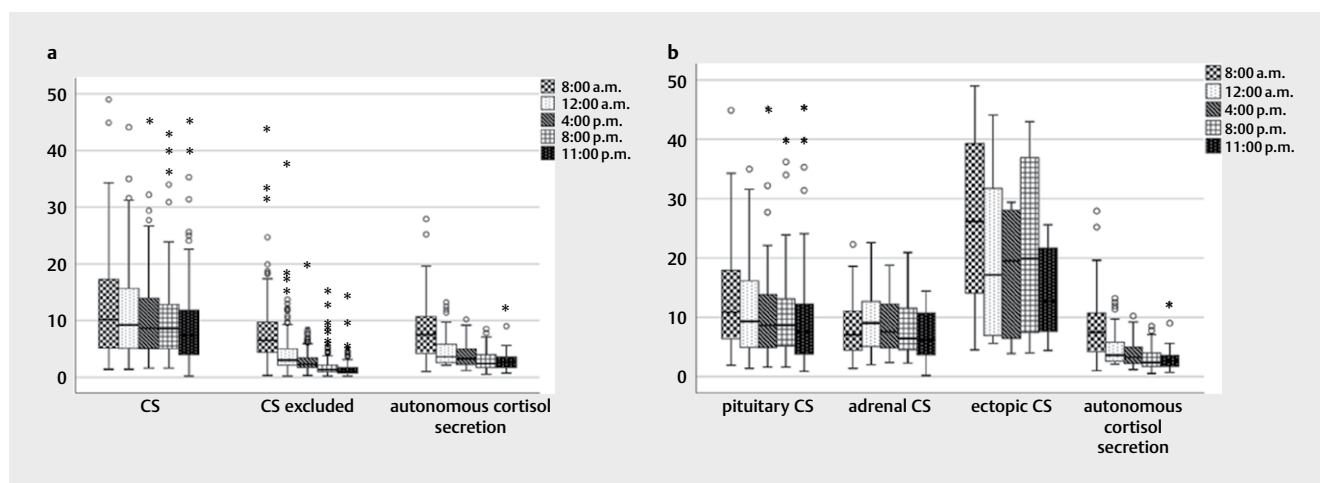 a
50
40
30
20
10
0
CS
CS excluded
autonomous cortisol
secretion
8:00 a.m.
12:00 a.m.
4:00 p.m.
8:00 p.m.
11:00 p.m.
b
50
40
30
20
10
0
pituitary CS
adrenal CS
ectopic CS
autonomous
cortisol
secretion
8:00 a.m.
12:00 a.m.
4:00 p.m.
8:00 p.m.
11:00 p.m.